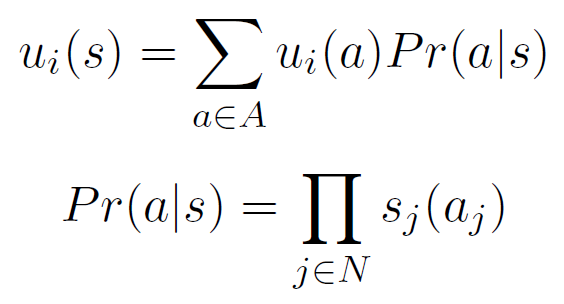 $u_i(s) = \sum_{a \in A} u_i(a) Pr(a|s)$
$Pr(a|s) = \prod_{j \in N} s_j(a_j)$